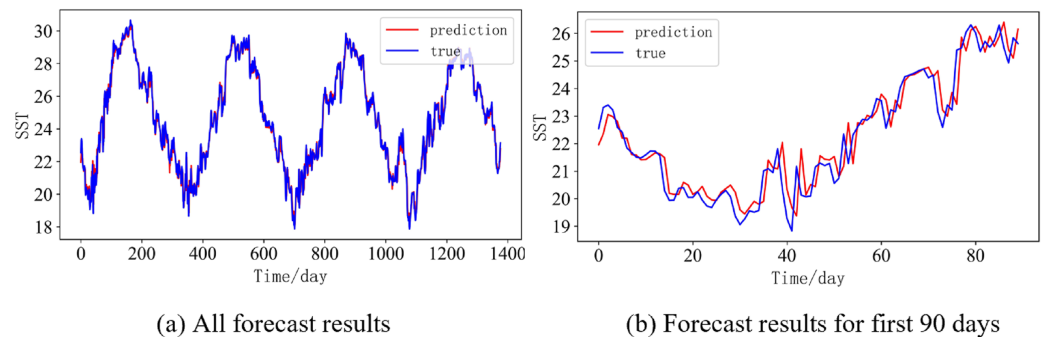 30
28
26
24
22
20
18
SST
prediction
true
0 200 400 600 800 1000 1200 1400
Time/day
(a) All forecast results
26
25
24
23
22
21
20
19
SST
prediction
true
0 20 40 60 80
Time/day
(b) Forecast results for first 90 days